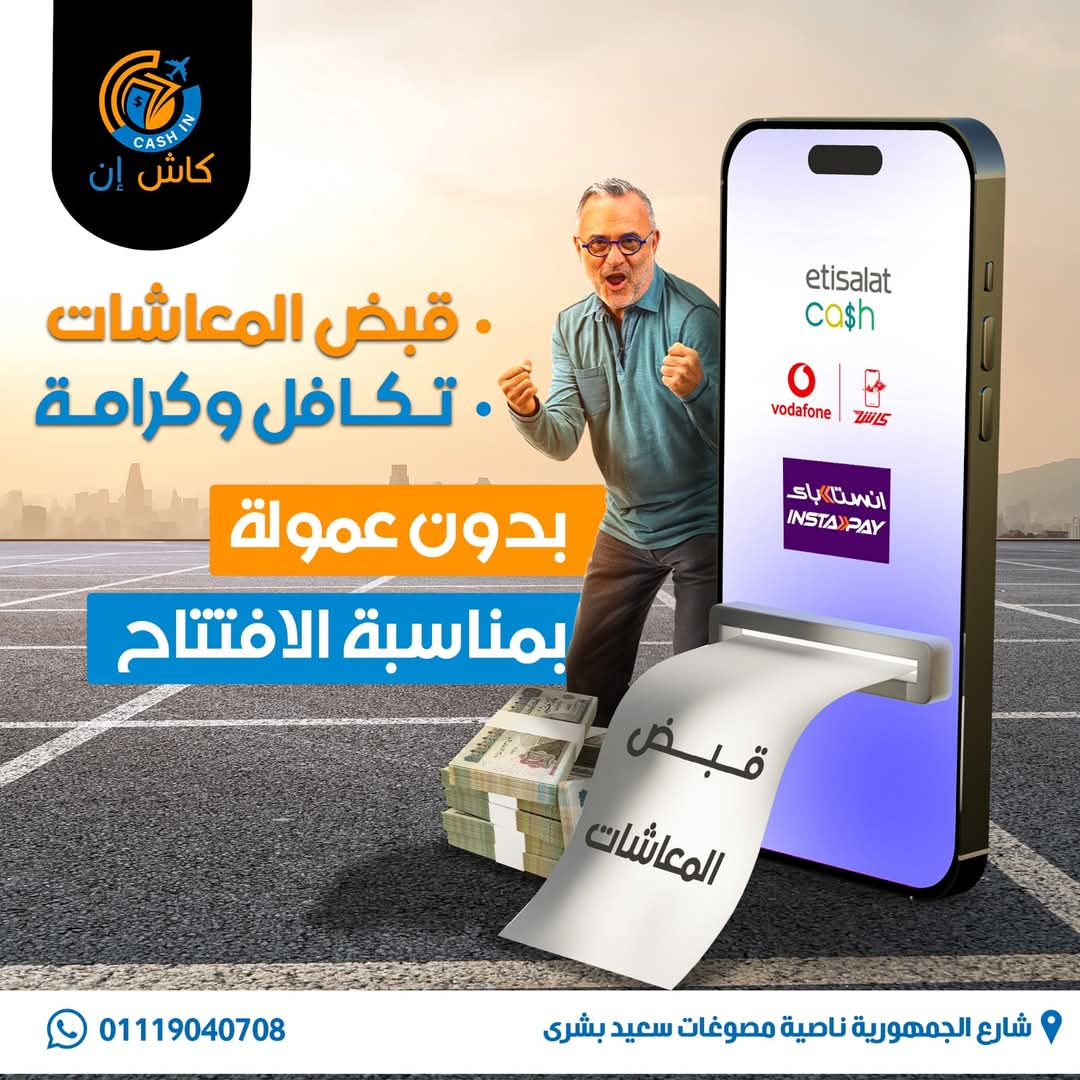 CASH IN
كاش إن
• قبض المعاشات
• تكافل وكرامة
بدون عمولة
بمناسبة الافتتاح
etisalat
ca$h
vodafone
كاش
انستاباي
INSTAPAY
قبض
المعاشات
شارع الجمهورية ناصية مصوغات سعيد بشرى
01119040708